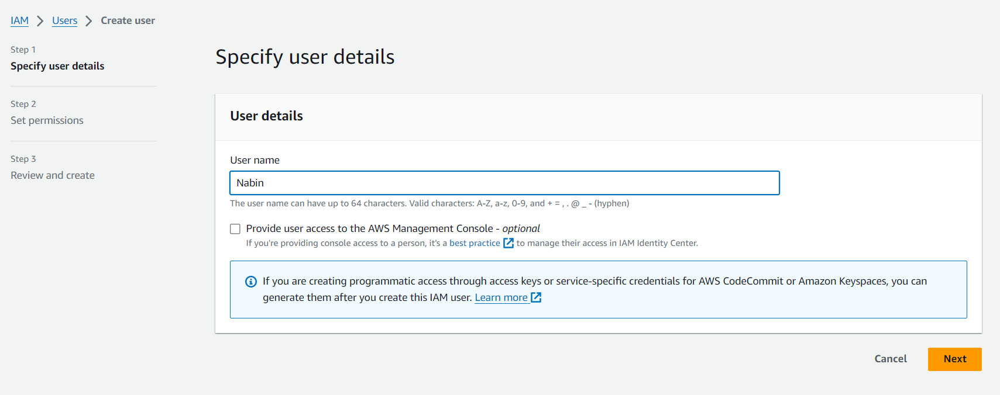 IAM > Users > Create user
Step 1
Specify user details
Step 2
Set permissions
Step 3
Review and create
Specify user details
User details
User name
Nabin
The user name can have up to 64 characters. Valid characters: A-Z, a-z, 0-9, and + = , . @ _ - (hyphen)
Provide user access to the AWS Management Console - optional
If you're providing console access to a person, it's a best practice to manage their access in IAM Identity Center.
If you are creating programmatic access through access keys or service-specific credentials for AWS CodeCommit or Amazon Keyspaces, you can
generate them after you create this IAM user. Learn more
Cancel
Next